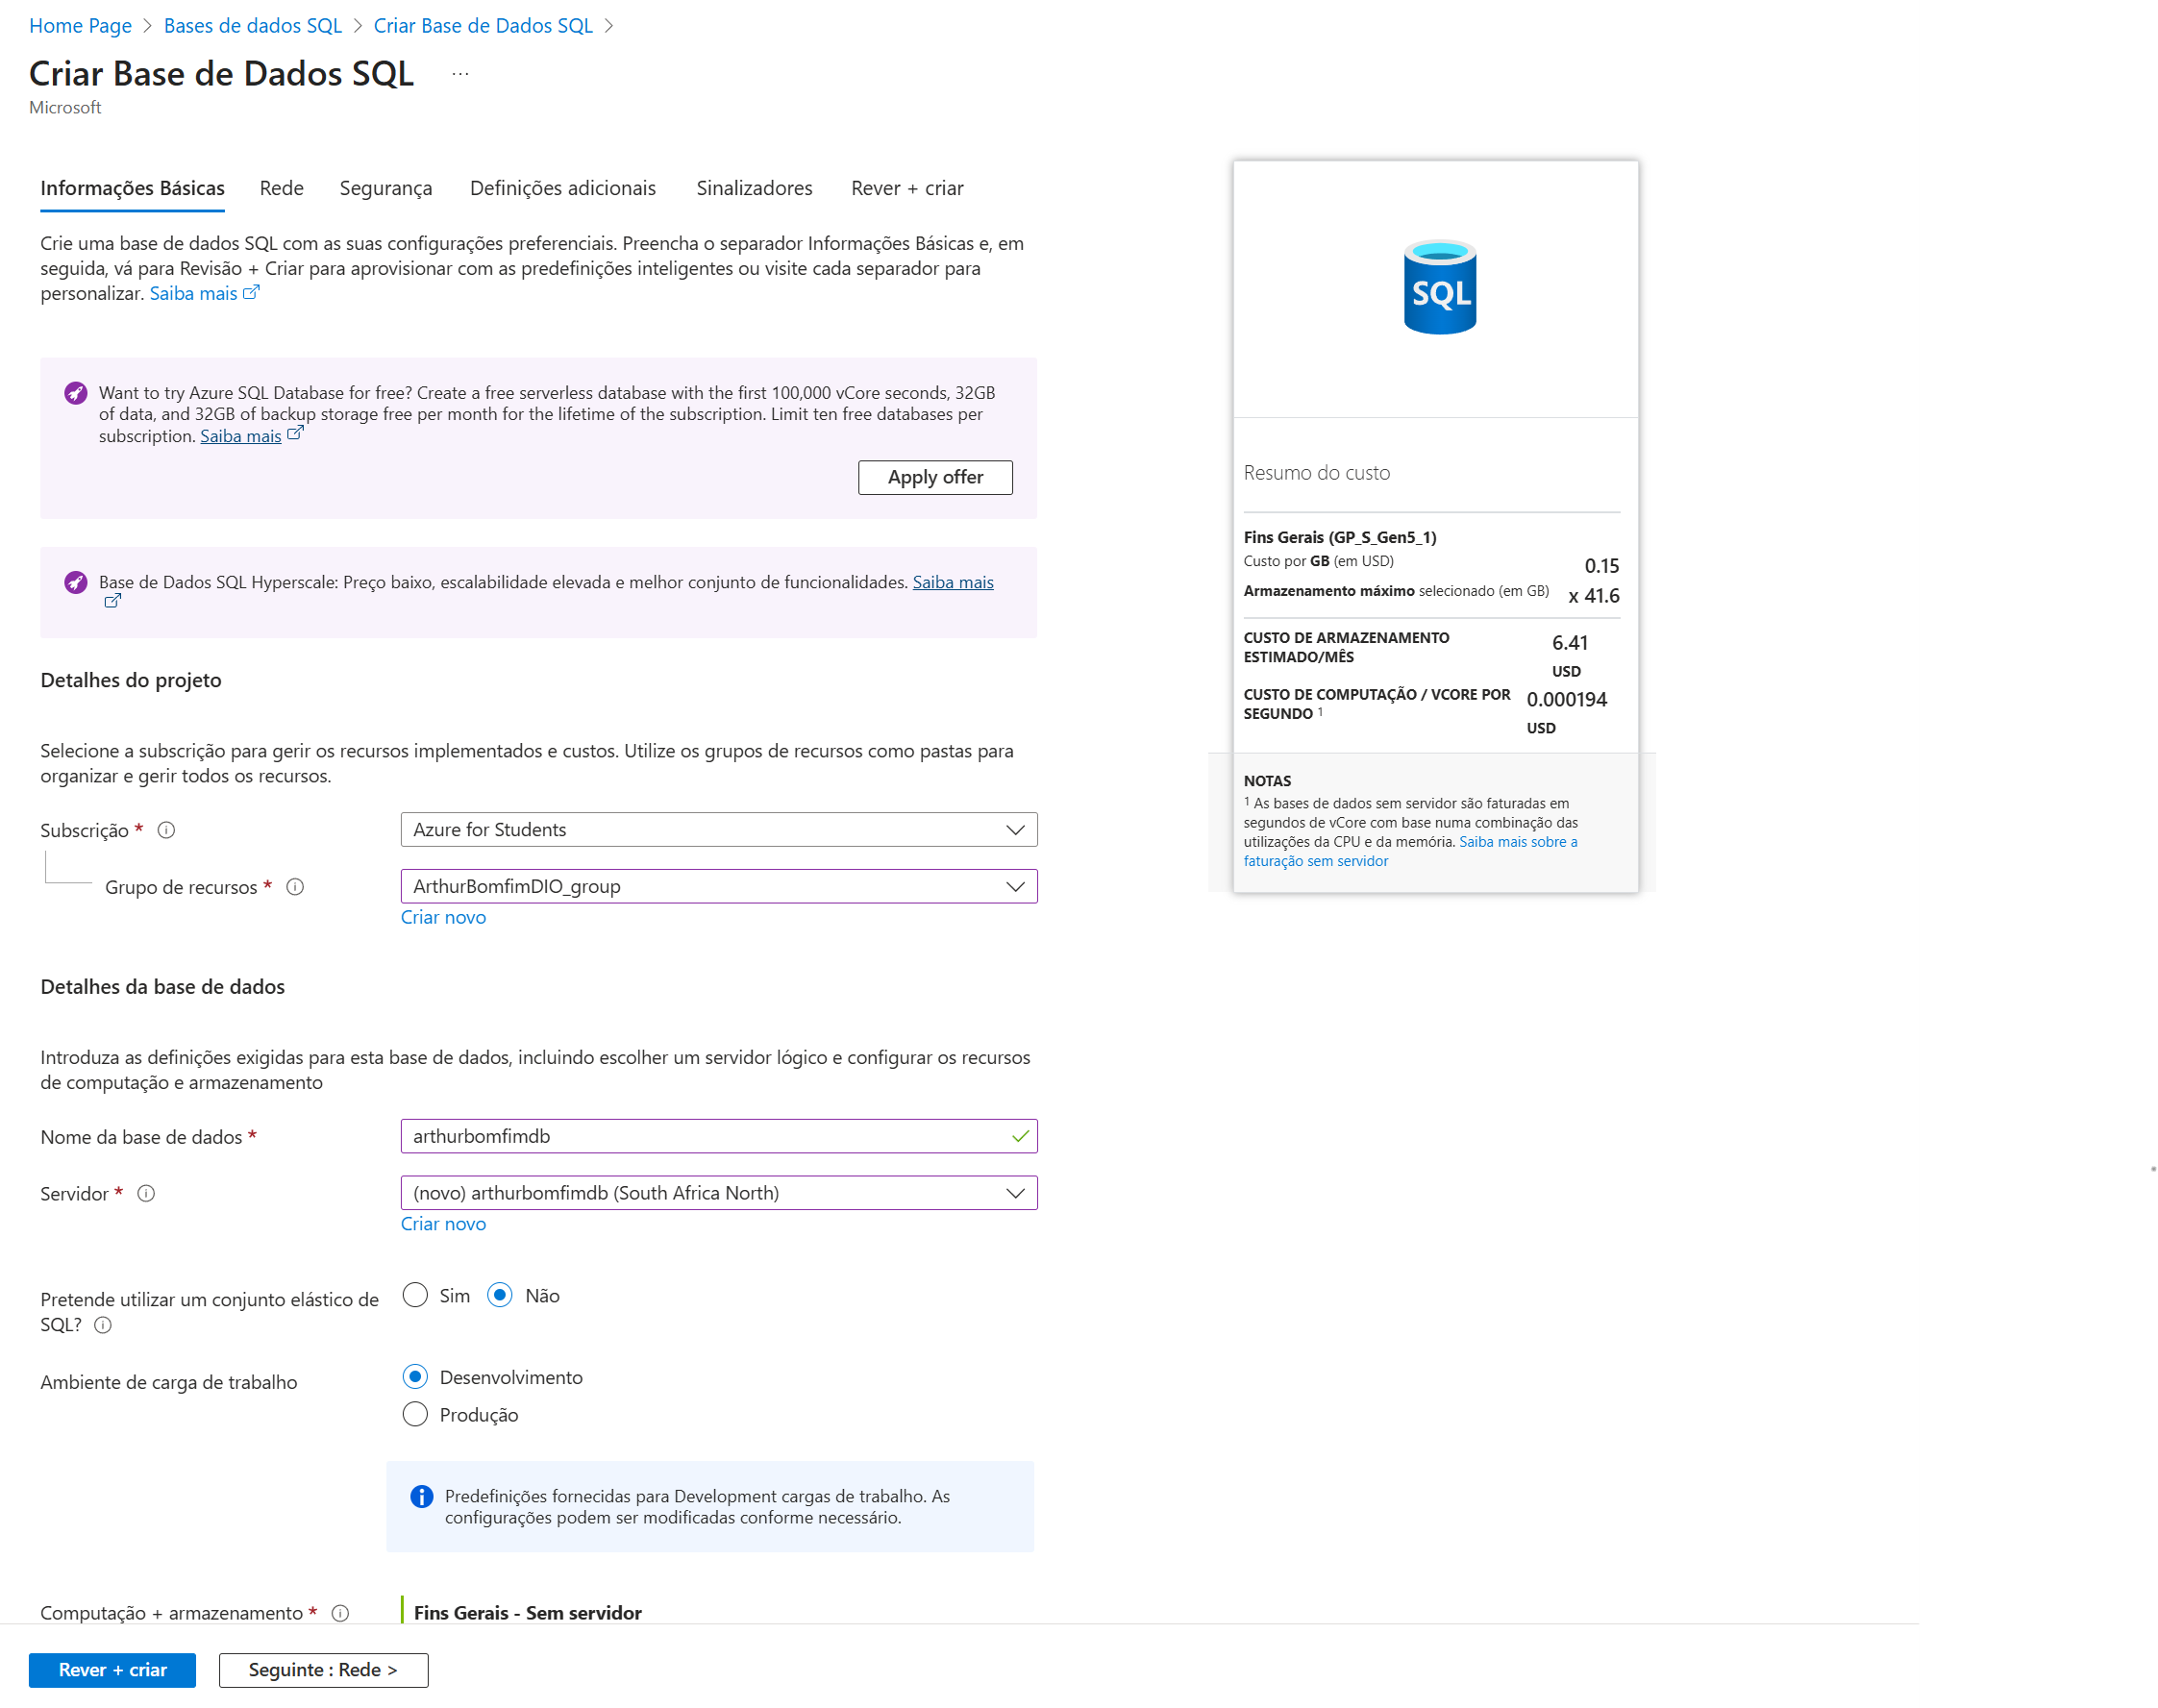 Home Page > Bases de dados SQL > Criar Base de Dados SQL >
Criar Base de Dados SQL ...
Microsoft
Informações Básicas Rede Segurança Definições adicionais Sinalizadores Rever + criar
Crie uma base de dados SQL com as suas configurações preferenciais. Preencha o separador Informações Básicas e, em
seguida, vá para Revisão + Criar para aprovisionar com as predefinições inteligentes ou visite cada separador para
personalizar. Saiba mais
Want to try Azure SQL Database for free? Create a free serverless database with the first 100,000 vCore seconds, 32GB
of data, and 32GB of backup storage free per month for the lifetime of the subscription. Limit ten free databases per
subscription. Saiba mais
Apply offer
Base de Dados SQL Hyperscale: Preço baixo, escalabilidade elevada e melhor conjunto de funcionalidades. Saiba mais
Detalhes do projeto
Selecione a subscrição para gerir os recursos implementados e custos. Utilize os grupos de recursos como pastas para
organizar e gerir todos os recursos.
Subscrição *
Azure for Students
Grupo de recursos *
ArthurBomfimDIO_group
Criar novo
Detalhes da base de dados
Introduza as definições exigidas para esta base de dados, incluindo escolher um servidor lógico e configurar os recursos
de computação e armazenamento
Nome da base de dados *
arthurbomfimdb
Servidor *
(novo) arthurbomfimdb (South Africa North)
Criar novo
Pretende utilizar um conjunto elástico de
SQL?
Sim Não
Ambiente de carga de trabalho
Desenvolvimento
Produção
Predefinições fornecidas para Development cargas de trabalho. As
configurações podem ser modificadas conforme necessário.
Computação + armazenamento *
Fins Gerais - Sem servidor
Rever + criar
Seguinte : Rede >
SQL
Resumo do custo
Fins Gerais (GP_S_Gen5_1)
Custo por GB (em USD) 0.15
Armazenamento máximo selecionado (em GB) x 41.6
CUSTO DE ARMAZENAMENTO
ESTIMADO/MÊS
6.41
USD
CUSTO DE COMPUTAÇÃO / VCORE POR
SEGUNDO 1
0.000194
USD
NOTAS
1 As bases de dados sem servidor são faturadas em
segundos de vCore com base numa combinação das
utilizações da CPU e da memória. Saiba mais sobre a
faturação sem servidor